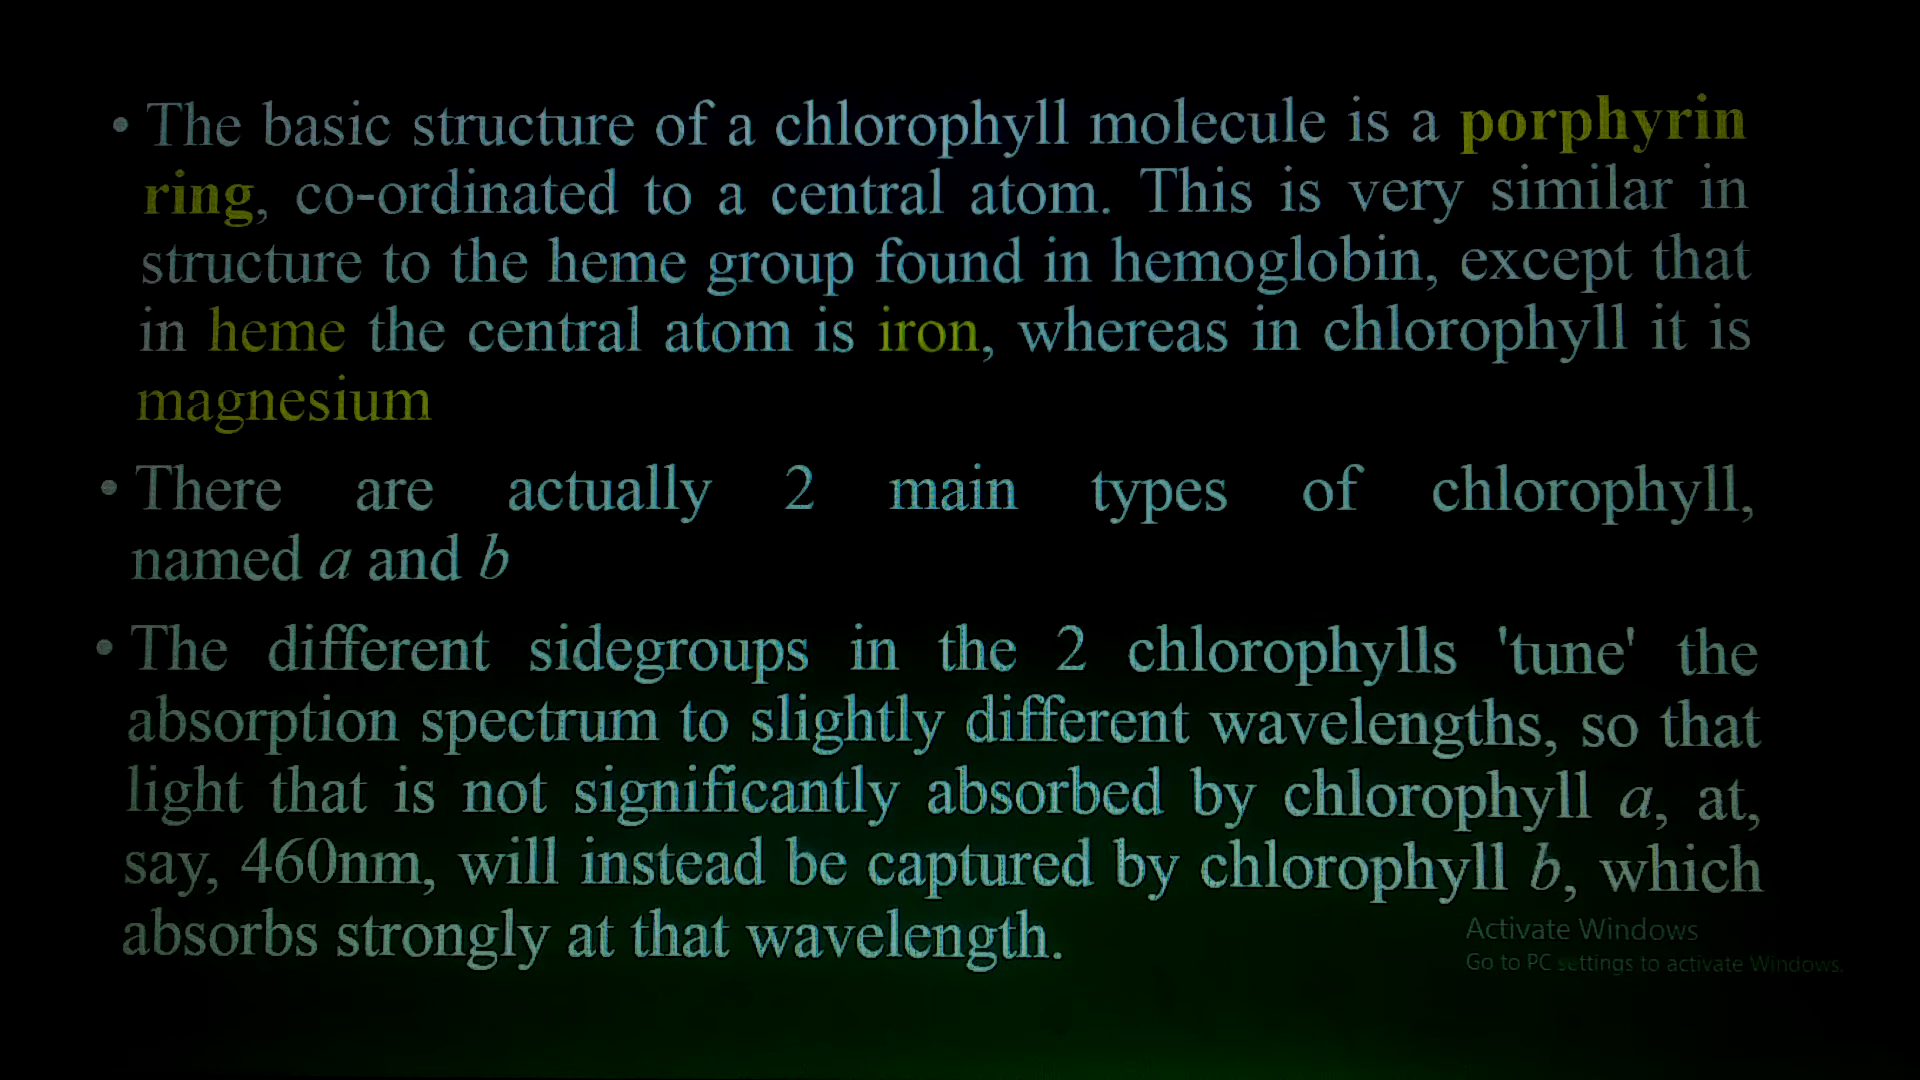 • The basic structure of a chlorophyll molecule is a porphyrin
ring, co-ordinated to a central atom. This is very similar in
structure to the heme group found in hemoglobin, except that
in heme the central atom is iron, whereas in chlorophyll it is
magnesium
• There are actually 2 main types of chlorophyll,
named a and b
• The different sidegroups in the 2 chlorophylls 'tune' the
absorption spectrum to slightly different wavelengths, so that
light that is not significantly absorbed by chlorophyll a, at,
say, 460nm, will instead be captured by chlorophyll b, which
absorbs strongly at that wavelength.
Activate Windows
Go to PC settings to activate Windows.